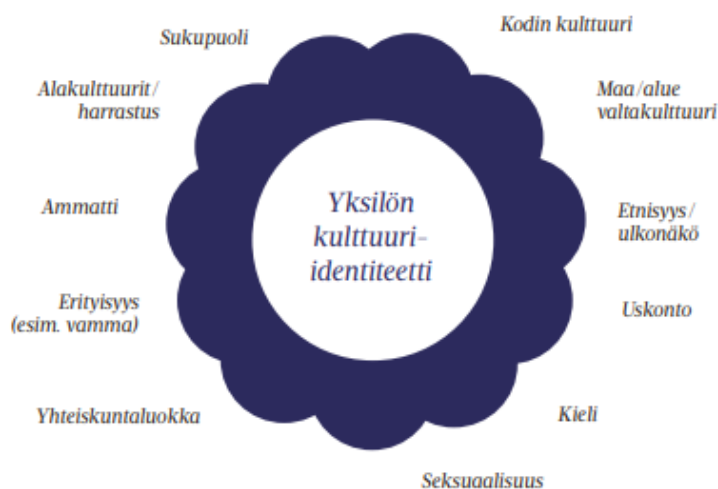 Sukupuoli
Kodin kulttuuri
Alakulttuurit/
harrastus
Maa/alue
valtakulttuuri
Ammatti
Yksilön
kulttuuri-
identiteetti
Etnisyys/
ulkonäkö
Erityisyys
(esim. vamma)
Uskonto
Yhteiskuntaluokka
Kieli
Seksuaalisuus